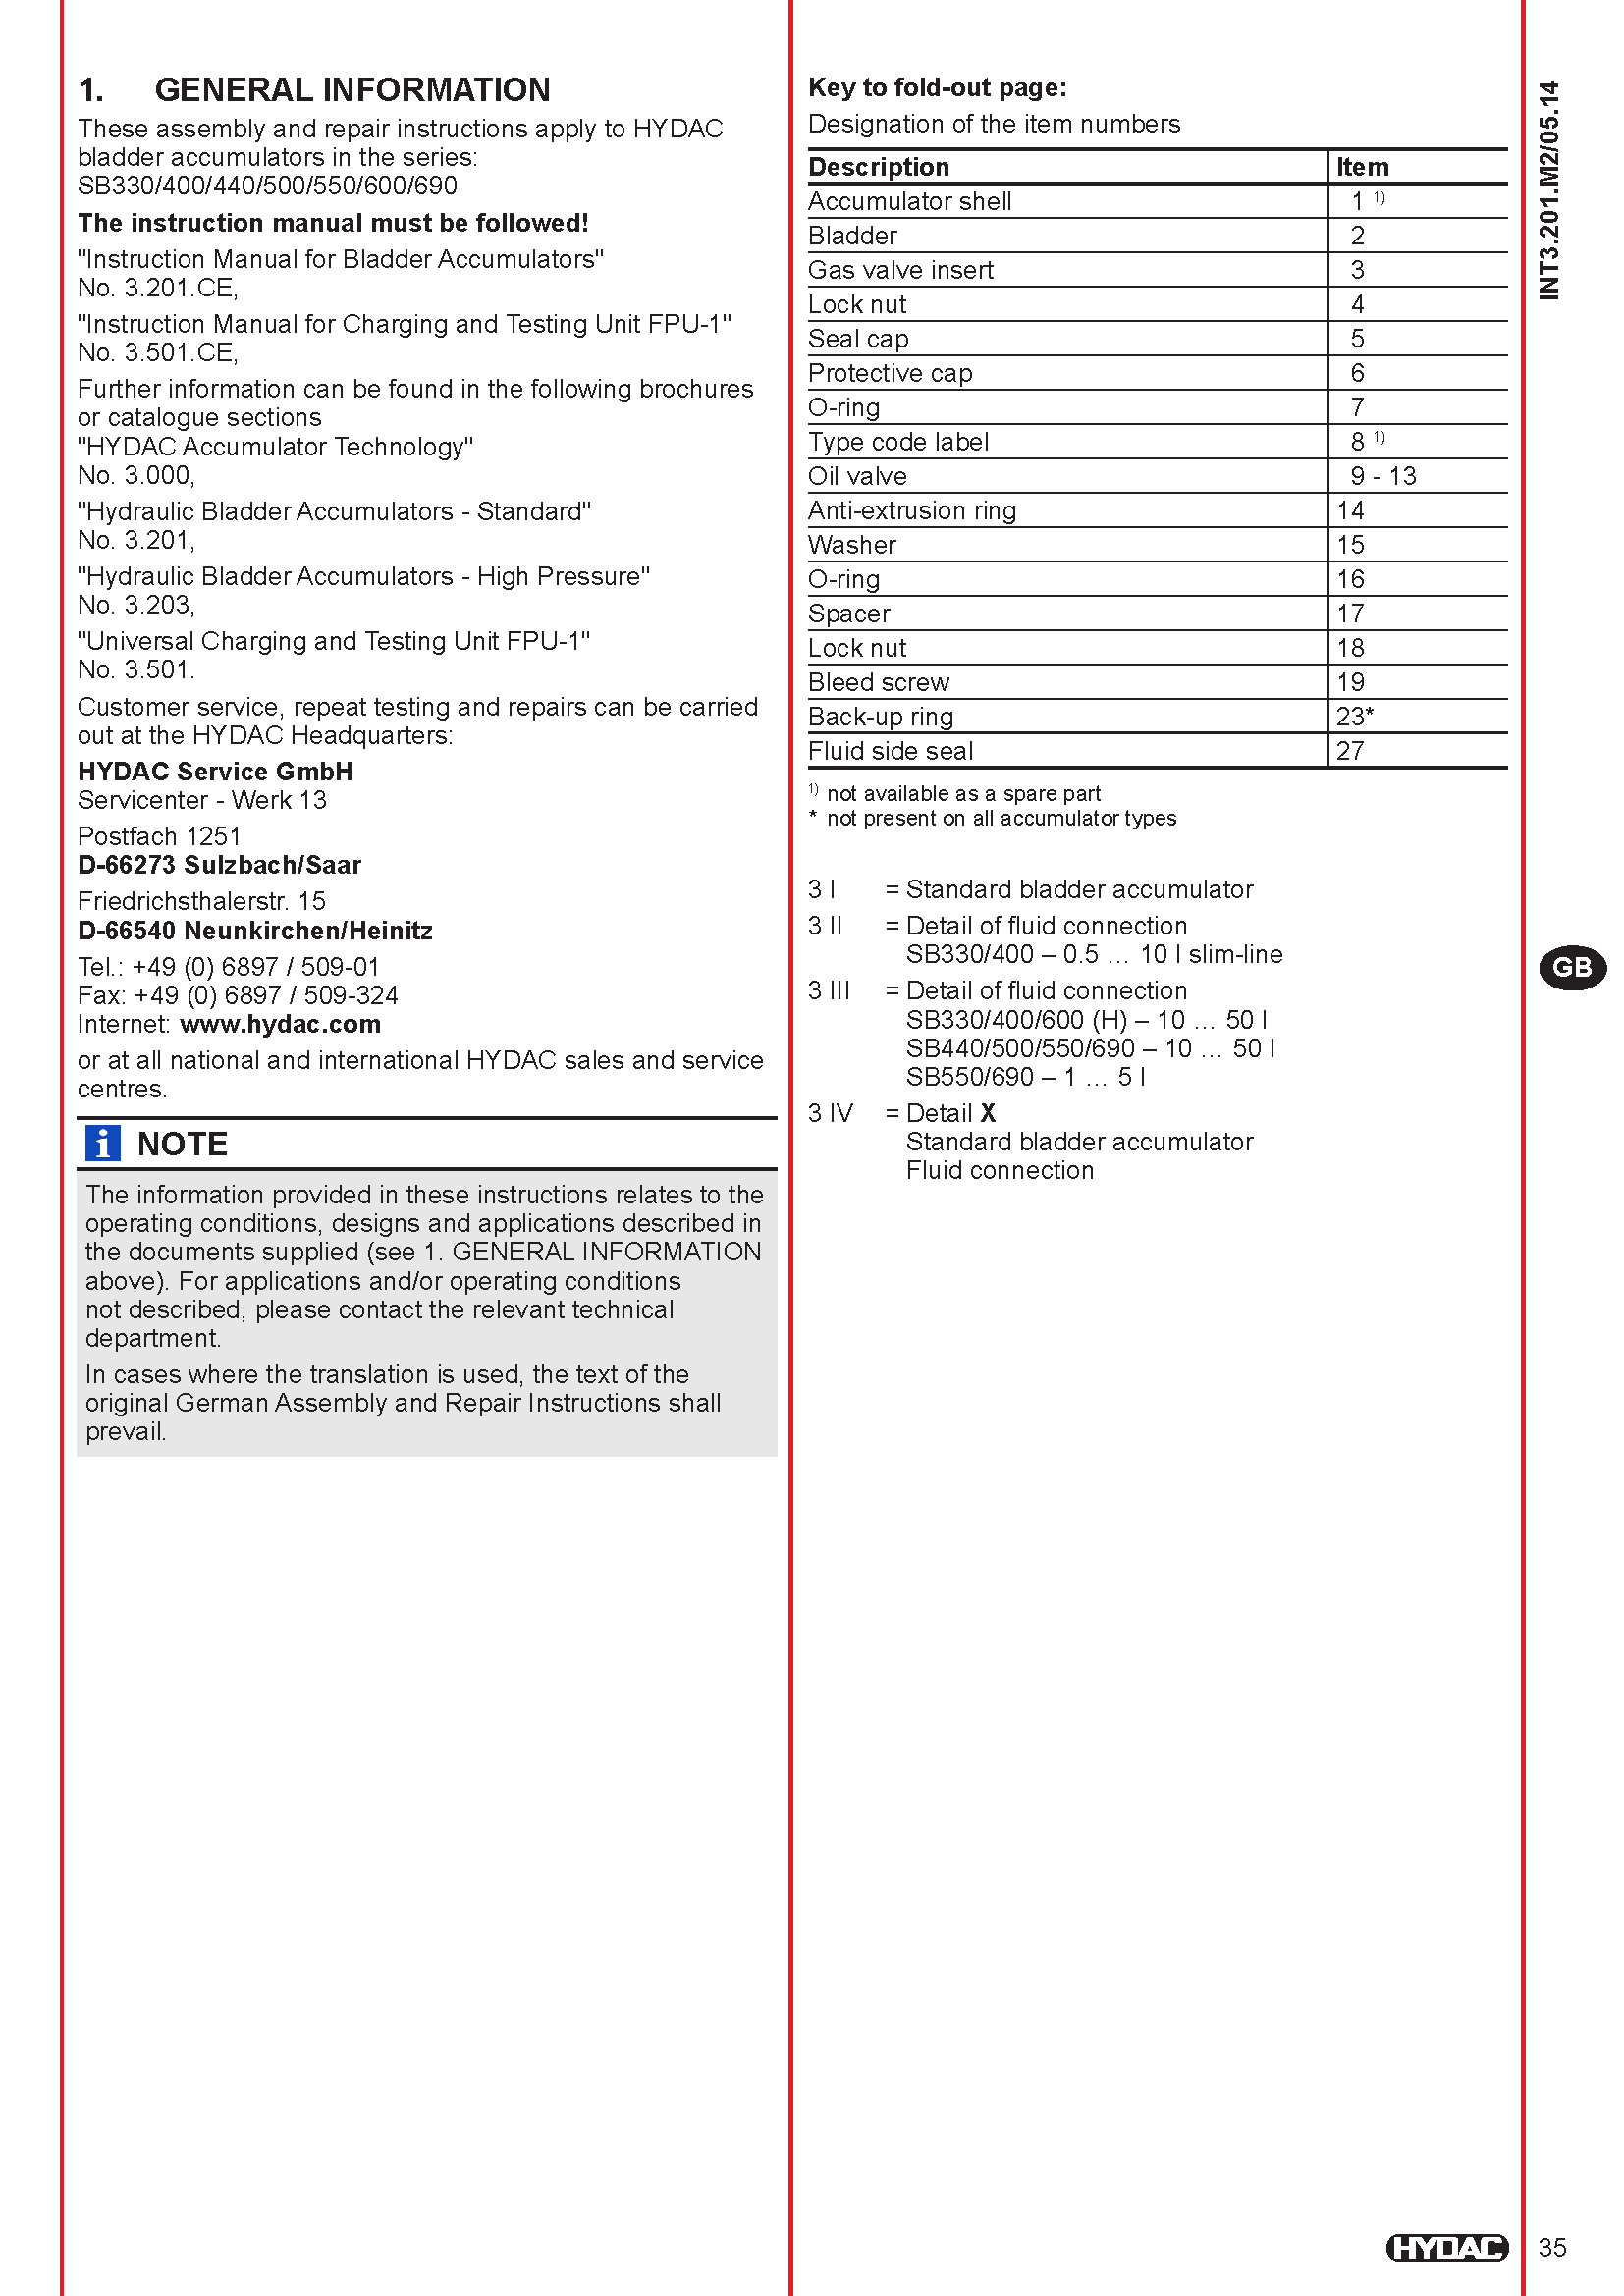 1. GENERAL INFORMATION
These assembly and repair instructions apply to HYDAC
bladder accumulators in the series:
SB330/400/440/500/550/600/690
The instruction manual must be followed!
"Instruction Manual for Bladder Accumulators"
No. 3.201.CE,
"Instruction Manual for Charging and Testing Unit FPU-1"
No. 3.501.CE,
Further information can be found in the following brochures
or catalogue sections
"HYDAC Accumulator Technology"
No. 3.000,
"Hydraulic Bladder Accumulators - Standard"
No. 3.201,
"Hydraulic Bladder Accumulators - High Pressure"
No. 3.203,
"Universal Charging and Testing Unit FPU-1"
No. 3.501.
Customer service, repeat testing and repairs can be carried
out at the HYDAC Headquarters:
HYDAC Service GmbH
Servicenter - Werk 13
Postfach 1251
D-66273 Sulzbach/Saar
Friedrichsthalerstr. 15
D-66540 Neunkirchen/Heinitz
Tel.: +49 (0) 6897 / 509-01
Fax: +49 (0) 6897 / 509-324
Internet: www.hydac.com
or at all national and international HYDAC sales and service
centres.
i NOTE
The information provided in these instructions relates to the
operating conditions, designs and applications described in
the documents supplied (see 1. GENERAL INFORMATION
above). For applications and/or operating conditions
not described, please contact the relevant technical
department.
In cases where the translation is used, the text of the
original German Assembly and Repair Instructions shall
prevail.
Key to fold-out page:
Designation of the item numbers
Description Item
Accumulator shell 1 1)
Bladder 2
Gas valve insert 3
Lock nut 4
Seal cap 5
Protective cap 6
O-ring 7
Type code label 8 1)
Oil valve 9 - 13
Anti-extrusion ring 14
Washer 15
O-ring 16
Spacer 17
Lock nut 18
Bleed screw 19
Back-up ring 23*
Fluid side seal 27
1) not available as a spare part
* not present on all accumulator types
3 I = Standard bladder accumulator
3 II = Detail of fluid connection
SB330/400 – 0.5 … 10 l slim-line
3 III = Detail of fluid connection
SB330/400/600 (H) – 10 … 50 l
SB440/500/550/690 – 10 … 50 l
SB550/690 – 1 … 5 l
3 IV = Detail X
Standard bladder accumulator
Fluid connection
INT3.201.M2/05.14
GB
HYDAC 35